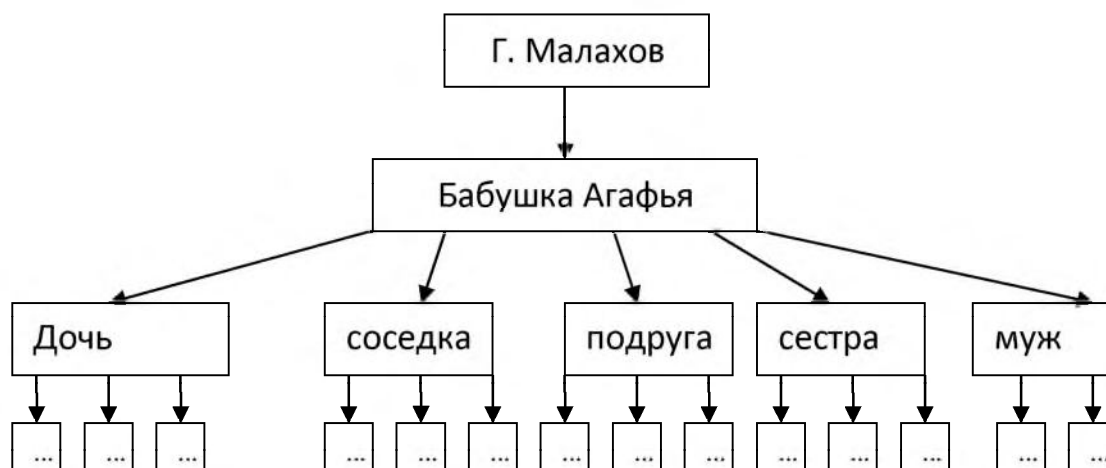 Г. Малахов
Бабушка Агафья
Дочь
соседка
подруга
сестра
муж
... ... ... ... ... ... ... ... ... ... ... ... ... ...